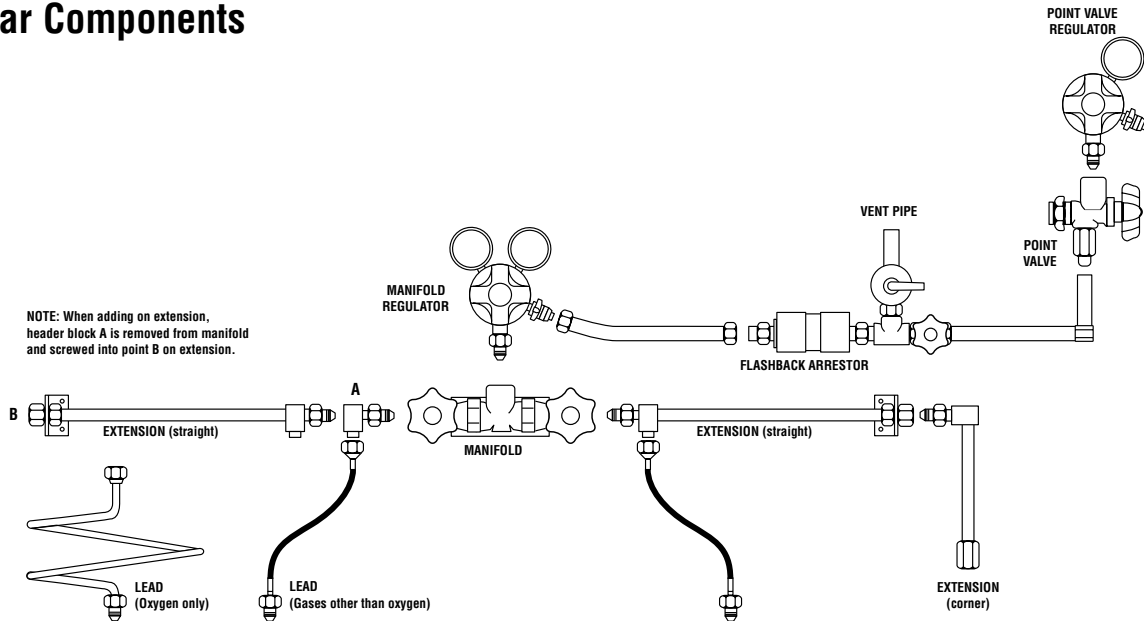 ar Components
POINT VALVE
REGULATOR
VENT PIPE
POINT
VALVE
MANIFOLD
REGULATOR
NOTE: When adding on extension,
header block A is removed from manifold
and screwed into point B on extension.
FLASHBACK ARRESTOR
A
B
EXTENSION (straight)
MANIFOLD
EXTENSION (straight)
LEAD
(Oxygen only)
LEAD
(Gases other than oxygen)
EXTENSION
(corner)